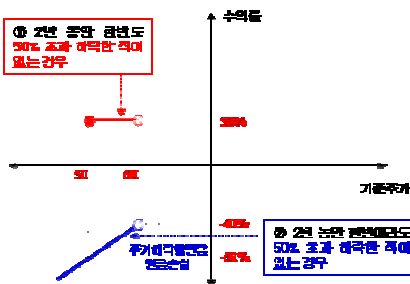 수익률
① 2년 동안 한번도
50% 초과 하락한 적이
없는 경우
50
60
기준주가
-40%
주가하락률만큼
원금손실
-50%
② 2년 동안 한번이라도
50% 초과 하락한 적이
있는 경우